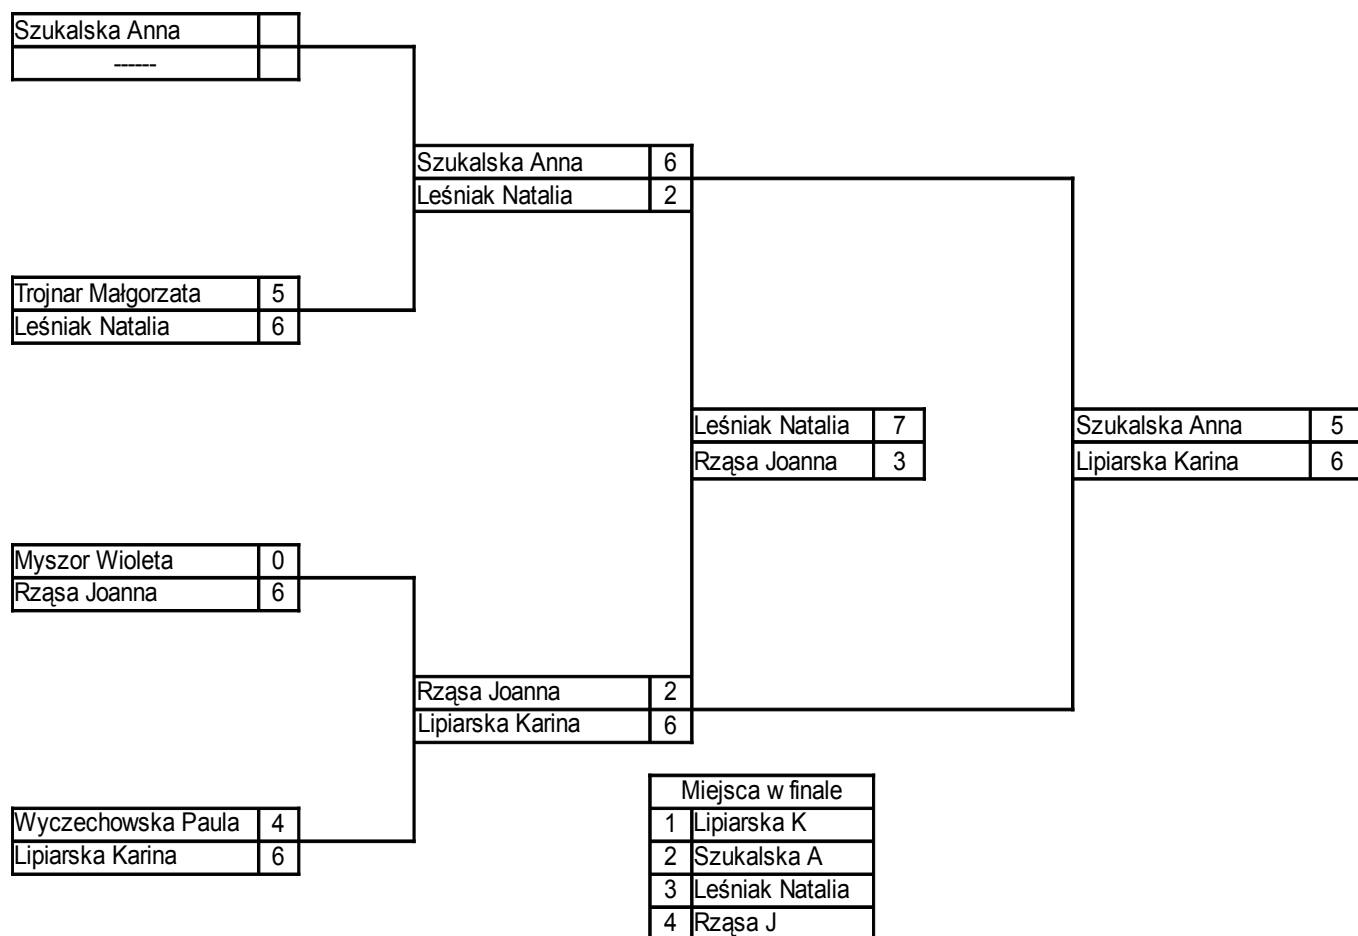 Szukalska Anna
------
Szukalska Anna 6
Leśniak Natalia 2
Trojnar Małgorzata 5
Leśniak Natalia 6
Leśniak Natalia 7
Rząsa Joanna 3
Szukalska Anna 5
Lipiarska Karina 6
Myszor Wioleta 0
Rząsa Joanna 6
Rząsa Joanna 2
Lipiarska Karina 6
Wyczechowska Paula 4
Lipiarska Karina 6
Miejsca w finale
1 Lipiarska K
2 Szukalska A
3 Leśniak Natalia
4 Rząsa J